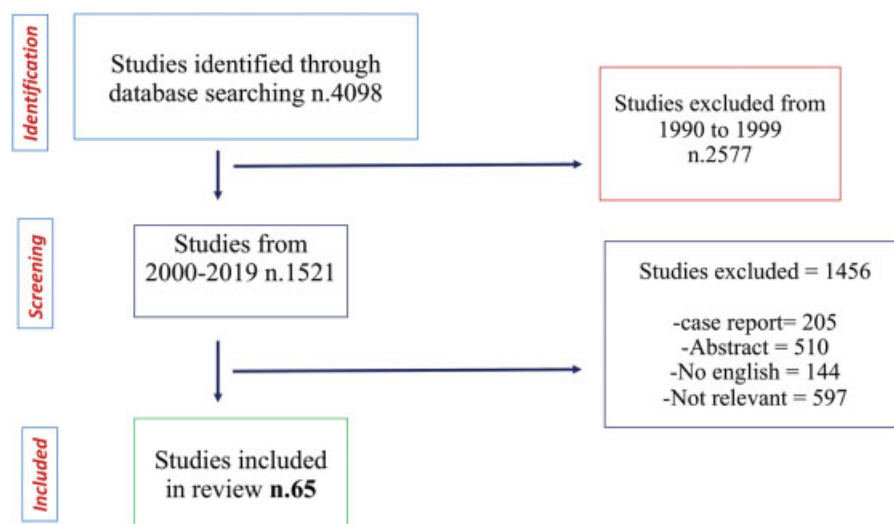 Identification
Studies identified through
database searching n.4098
Studies excluded from
1990 to 1999
n.2577
Screening
Studies from
2000-2019 n.1521
Studies excluded = 1456
-case report= 205
-Abstract = 510
-No english = 144
-Not relevant = 597
Included
Studies included
in review n.65